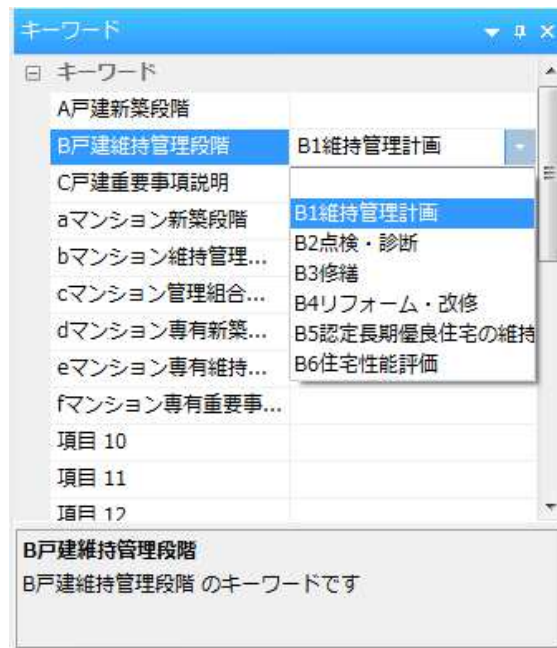 キーワード
キーワード
A戸建新築段階
B戸建維持管理段階 B1維持管理計画
C戸建重要事項説明
aマンション新築段階 B1維持管理計画
bマンション維持管理... B2点検・診断
cマンション管理組合... B3修繕
dマンション専有新築... B4リフォーム・改修
eマンション専有維持... B5認定長期優良住宅の維持
fマンション専有重要事... B6住宅性能評価
項目 10
項目 11
項目 12
B戸建維持管理段階
B戸建維持管理段階 のキーワードです